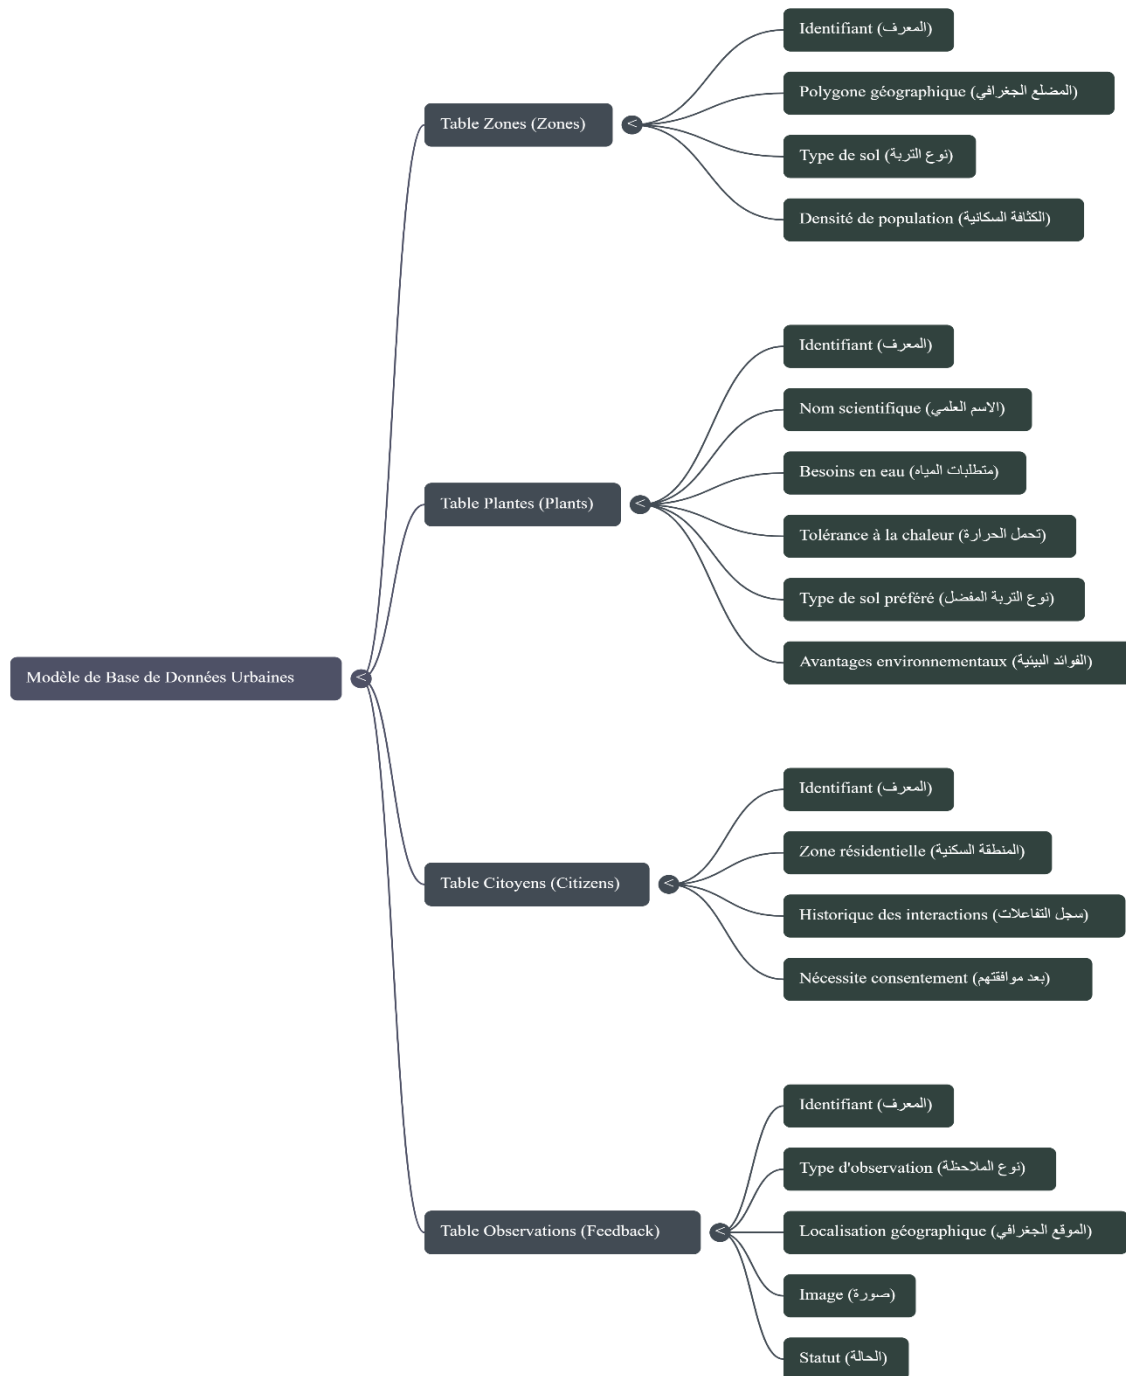 Modèle de Base de Données Urbaines
Table Zones (Zones)
Identifiant (المعرف)
Polygone géographique (المضلع الجغرافي)
Type de sol (نوع التربة)
Densité de population (الكثافة السكانية)
Table Plantes (Plants)
Identifiant (المعرف)
Nom scientifique (الاسم العلمي)
Besoins en eau (متطلبات المياه)
Tolérance à la chaleur (تحمل الحرارة)
Type de sol préféré (نوع التربة المفضل)
Avantages environnementaux (الفوائد البيئية)
Table Citoyens (Citizens)
Identifiant (المعرف)
Zone résidentielle (المنطقة السكنية)
Historique des interactions (سجل التفاعلات)
Nécessite consentement (بعد موافقتهم)
Table Observations (Feedback)
Identifiant (المعرف)
Type d'observation (نوع الملاحظة)
Localisation géographique (الموقع الجغرافي)
Image (صورة)
Statut (الحالة)